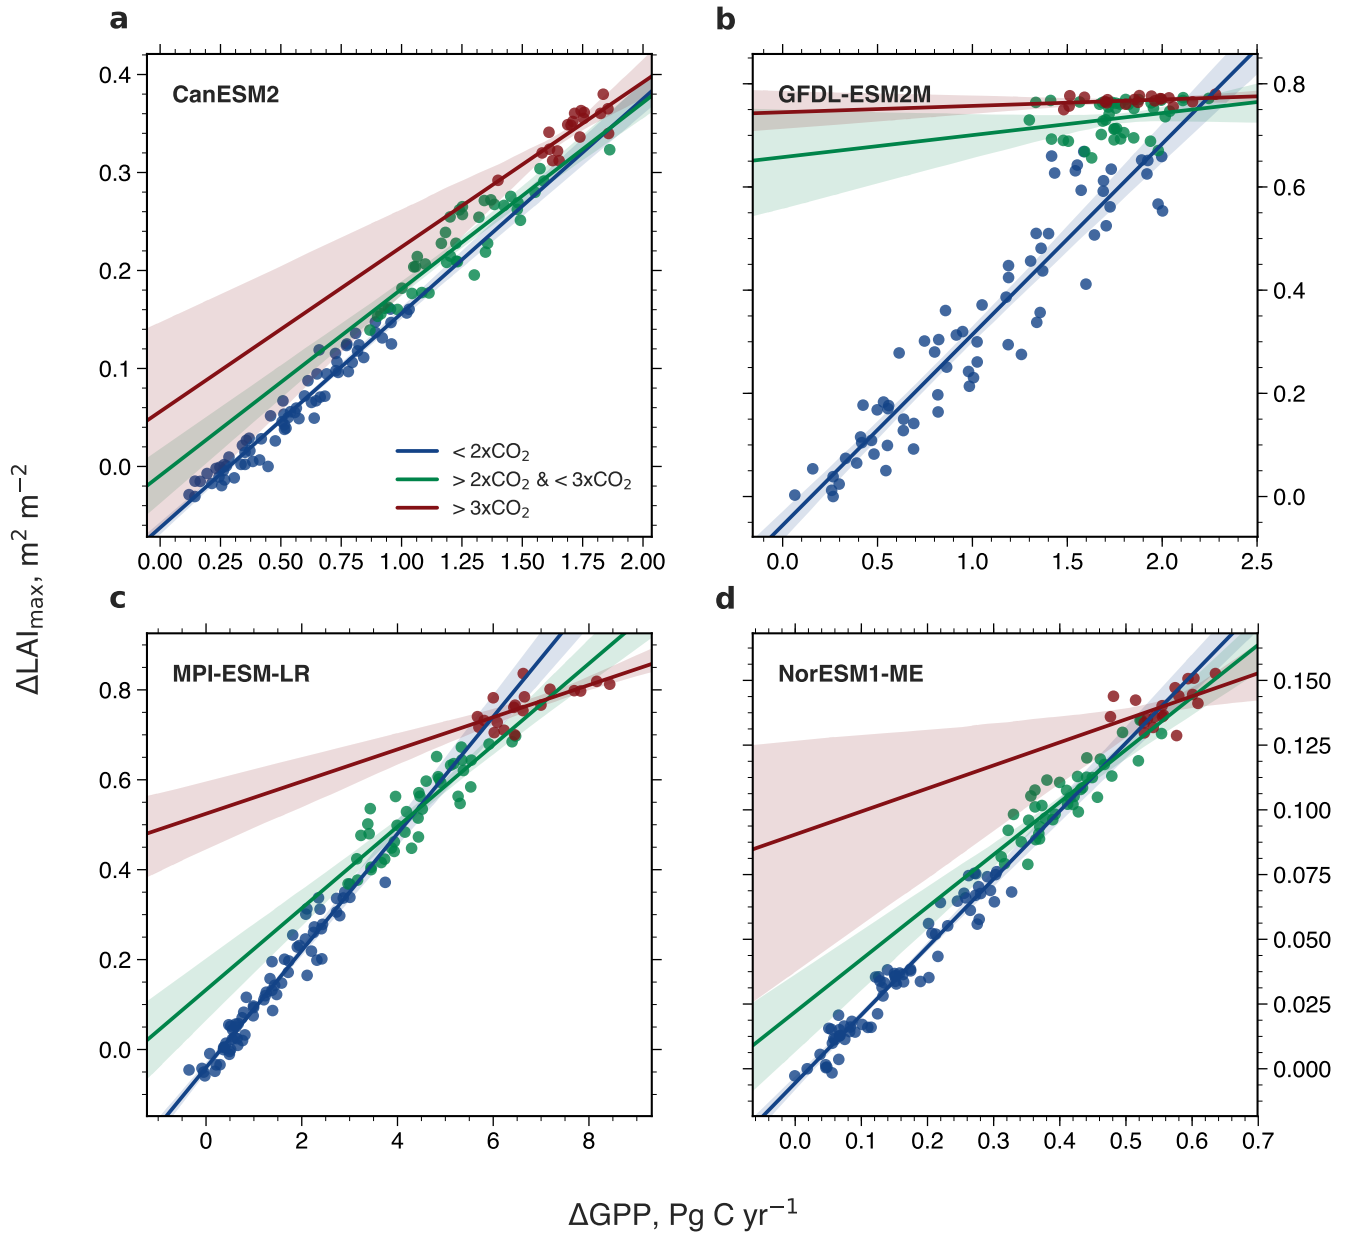 a
b
CanESM2
GFDL-ESM2M
0.4
0.3
0.2
0.1
0.0
0.8
0.6
0.4
0.2
0.0
< 2xCO₂
> 2xCO₂ & < 3xCO₂
> 3xCO₂
0.00 0.25 0.50 0.75 1.00 1.25 1.50 1.75 2.00
0.0 0.5 1.0 1.5 2.0 2.5
ΔLAIₘₐₓ, m² m⁻²
c
d
MPI-ESM-LR
NorESM1-ME
0.8
0.6
0.4
0.2
0.0
0.150
0.125
0.100
0.075
0.050
0.025
0.000
0 2 4 6 8
0.0 0.1 0.2 0.3 0.4 0.5 0.6 0.7
ΔGPP, Pg C yr⁻¹